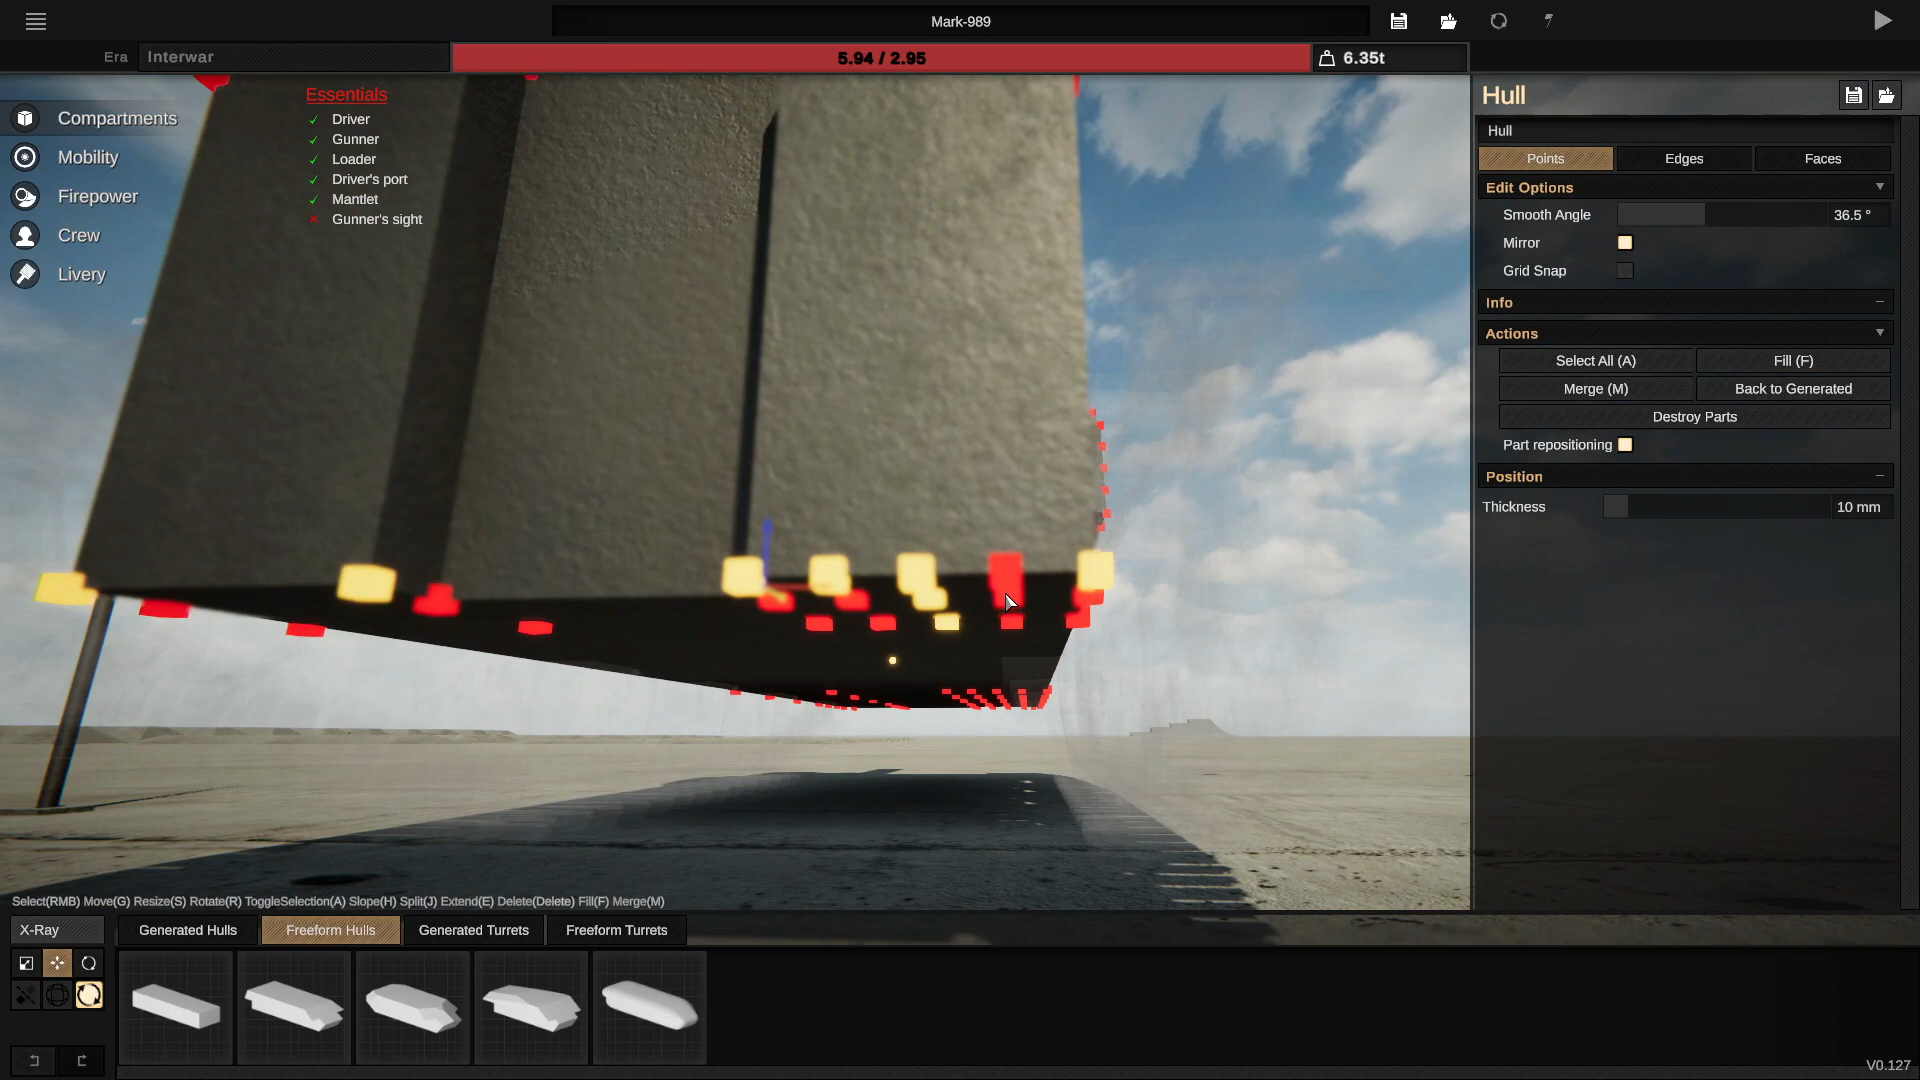 Mark-989
Era
Interwar
5.94 / 2.95
6.35t
Compartments
Mobility
Firepower
Crew
Livery
Essentials
✓ Driver
✓ Gunner
✓ Loader
✓ Driver's port
✓ Mantlet
× Gunner's sight
Hull
Hull
Points
Edges
Faces
Edit Options
Smooth Angle
36.5 °
Mirror
Grid Snap
Info
Actions
Select All (A)
Fill (F)
Merge (M)
Back to Generated
Destroy Parts
Part repositioning
Position
Thickness
10 mm
Select(RMB) Move(G) Resize(S) Rotate(R) ToggleSelection(A) Slope(H) Split(J) Extend(E) Delete(Delete) Fill(F) Merge(M)
X-Ray
Generated Hulls
Freeform Hulls
Generated Turrets
Freeform Turrets
V0.127